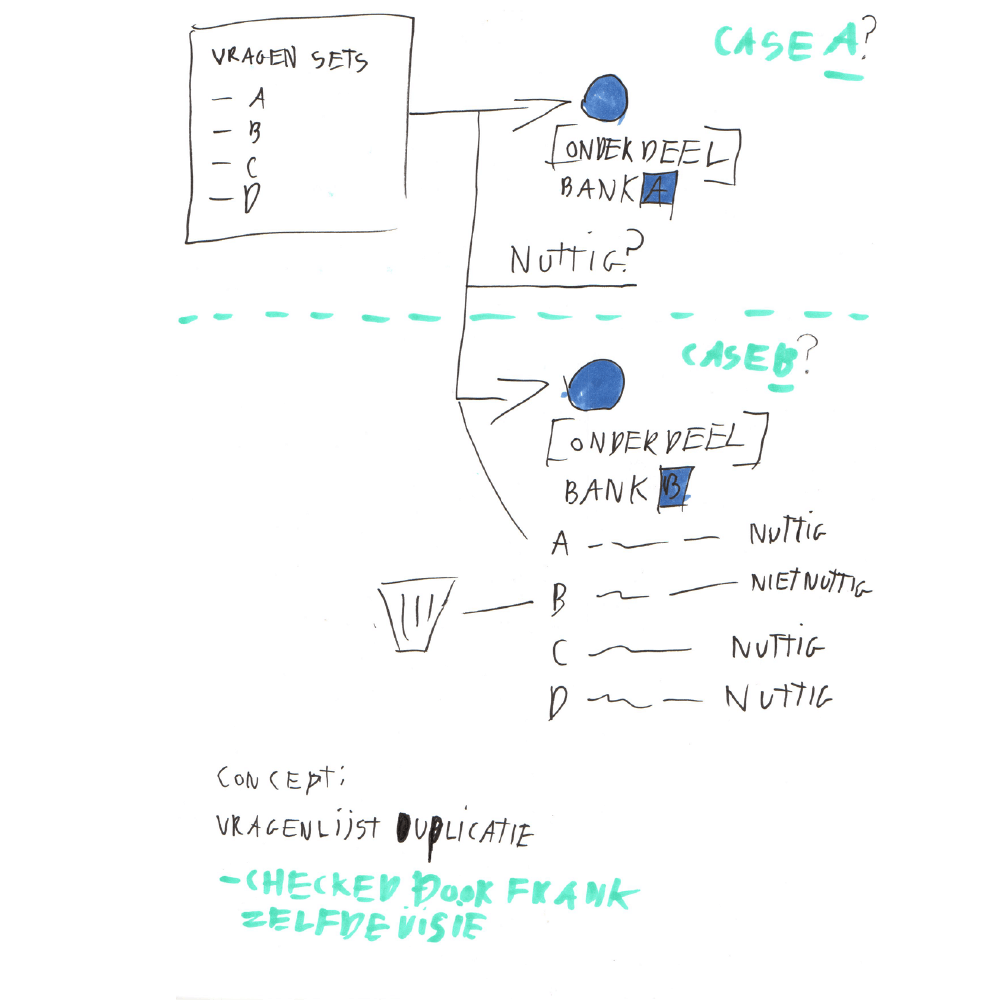 VRAGEN SETS
- A
- B
- C
- D
CASE A?
[ONDERDEEL]
BANK A
NUTTIG?
CASE B?
[ONDERDEEL]
BANK B
A NUTTIG
B NIET NUTTIG
C NUTTIG
D NUTTIG
CONCEPT:
VRAGENLIJST DUPLICATIE
- CHECKED DOOR FRANK
ZELFDE VISIE